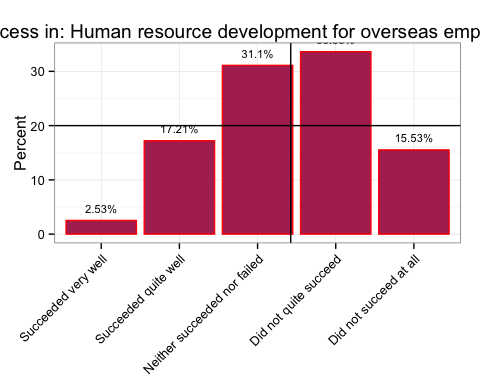 cess in: Human resource development for overseas emp
Percent
30
20
10
0
2.53%
17.21%
31.1%
15.53%
Succeeded very well
Succeeded quite well
Neither succeeded nor failed
Did not quite succeed
Did not succeed at all